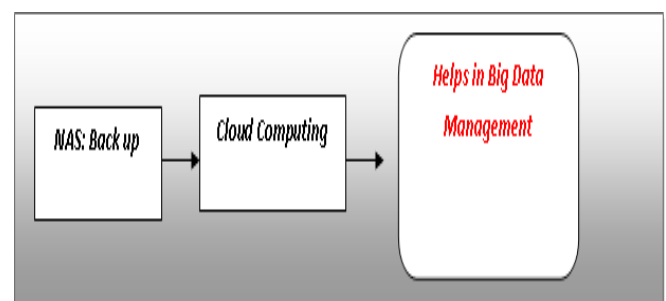 NAS: Back up
Cloud Computing
Helps in Big Data
Management